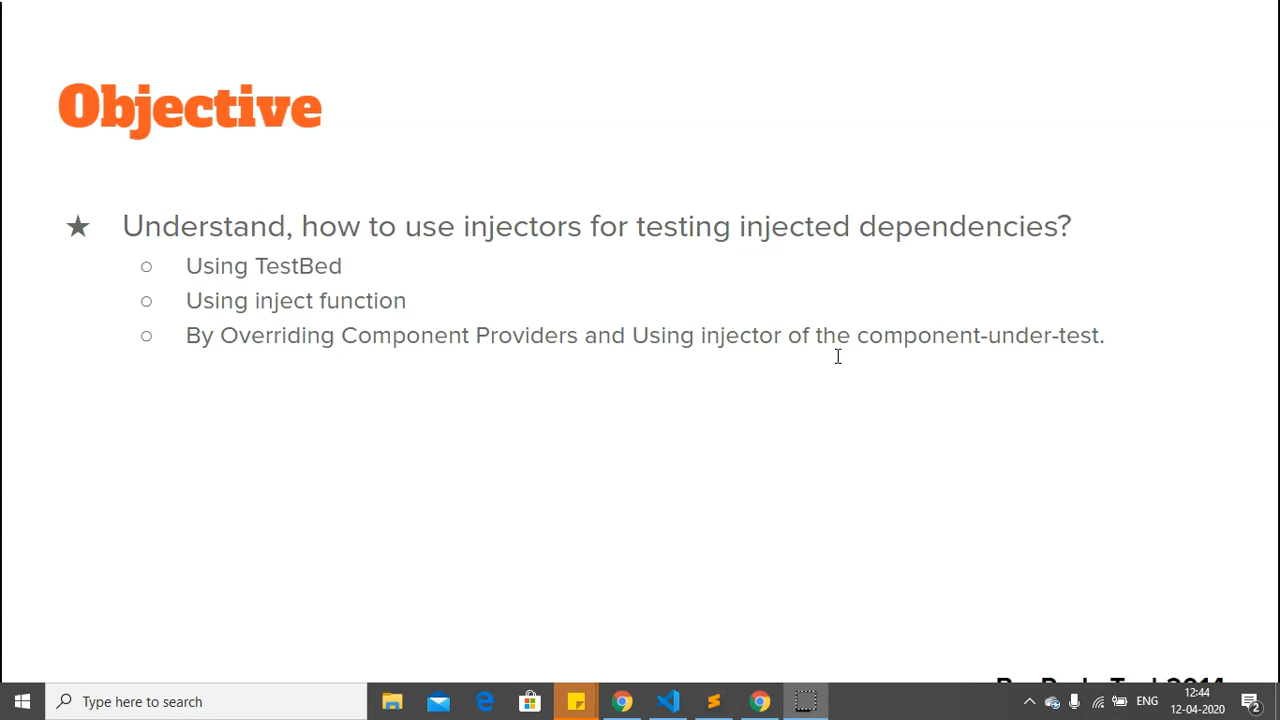 Objective
★ Understand, how to use injectors for testing injected dependencies?
○ Using TestBed
○ Using inject function
○ By Overriding Component Providers and Using injector of the component-under-test.
Type here to search
ENG
12:44
12-04-2020
2